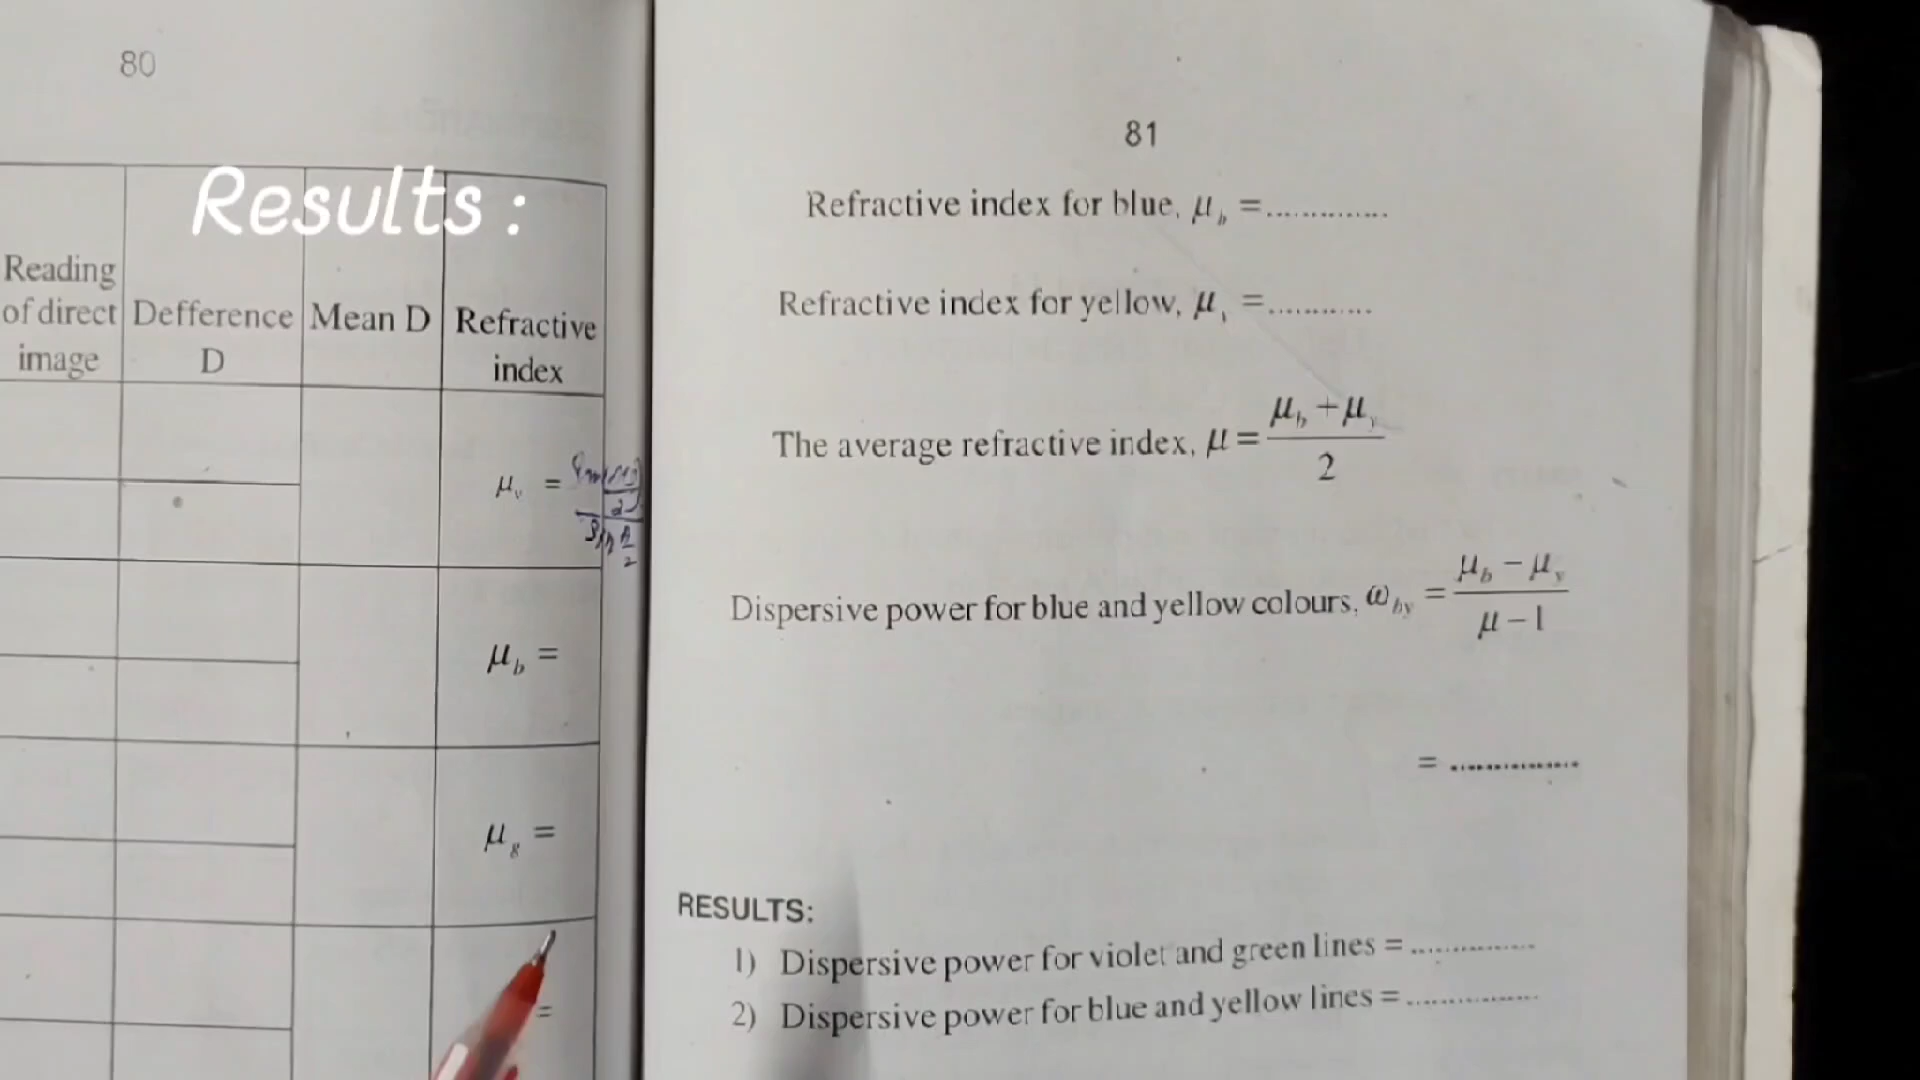 80
Results :
Reading
of direct
image
Defference
D
Mean D
Refractive
index
μv =
μb =
μg =
=
81
Refractive index for blue, μb =..............
Refractive index for yellow, μy =............
The average refractive index, μ = (μb + μy) / 2
Dispersive power for blue and yellow colours, ωby = (μb − μy) / (μ − 1)
= ................
RESULTS:
1) Dispersive power for violet and green lines = ................
2) Dispersive power for blue and yellow lines = ................